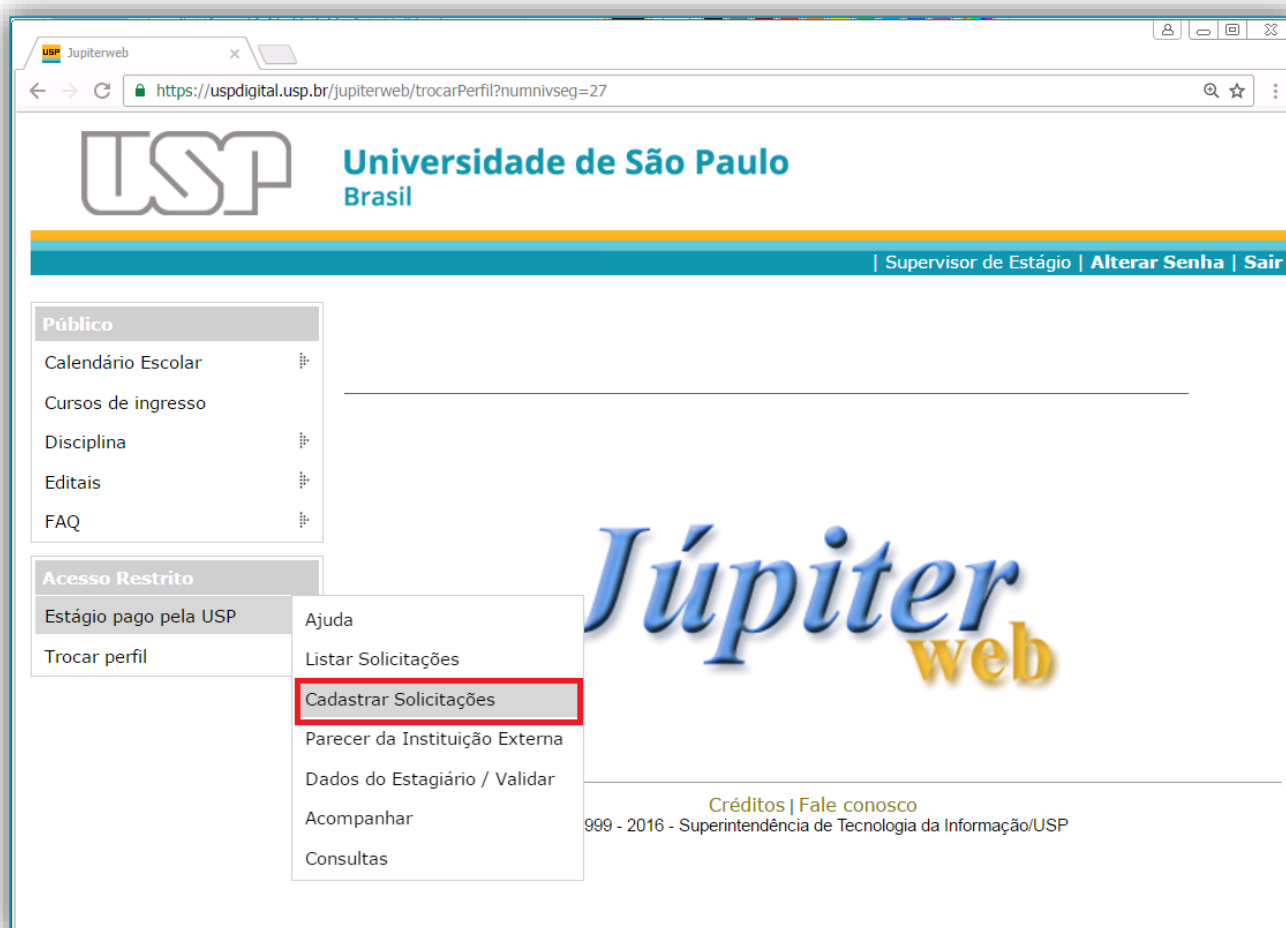 USP Jupiterweb
https://uspdigital.usp.br/jupiterweb/trocarPerfil?numnivseg=27
USP
Universidade de São Paulo
Brasil
| Supervisor de Estágio | Alterar Senha | Sair
Público
Calendário Escolar
Cursos de ingresso
Disciplina
Editais
FAQ
Acesso Restrito
Estágio pago pela USP
Trocar perfil
Ajuda
Listar Solicitações
Cadastrar Solicitações
Parecer da Instituição Externa
Dados do Estagiário / Validar
Acompanhar
Consultas
Júpiter
web
Créditos | Fale conosco
999 - 2016 - Superintendência de Tecnologia da Informação/USP